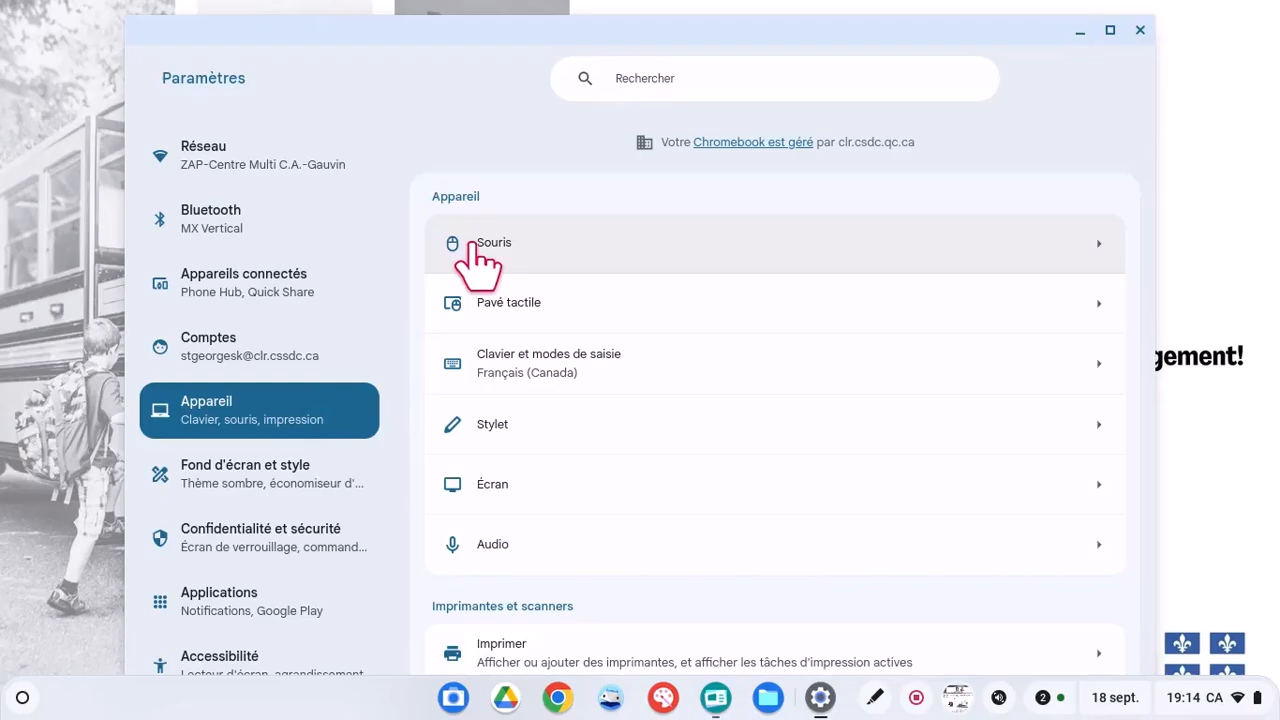 Paramètres
Rechercher
Votre Chromebook est géré par clr.csdc.qc.ca
Réseau
ZAP-Centre Multi C.A.-Gauvin
Bluetooth
MX Vertical
Appareils connectés
Phone Hub, Quick Share
Comptes
stgeorgesk@clr.cssdc.ca
Appareil
Clavier, souris, impression
Fond d'écran et style
Thème sombre, économiseur d'...
Confidentialité et sécurité
Écran de verrouillage, command...
Applications
Notifications, Google Play
Accessibilité
Lecteur d'écran, agrandissement
Appareil
Souris
Pavé tactile
Clavier et modes de saisie
Français (Canada)
Stylet
Écran
Audio
Imprimantes et scanners
Imprimer
Afficher ou ajouter des imprimantes, et afficher les tâches d'impression actives
gement!
2
18 sept.
19:14 CA